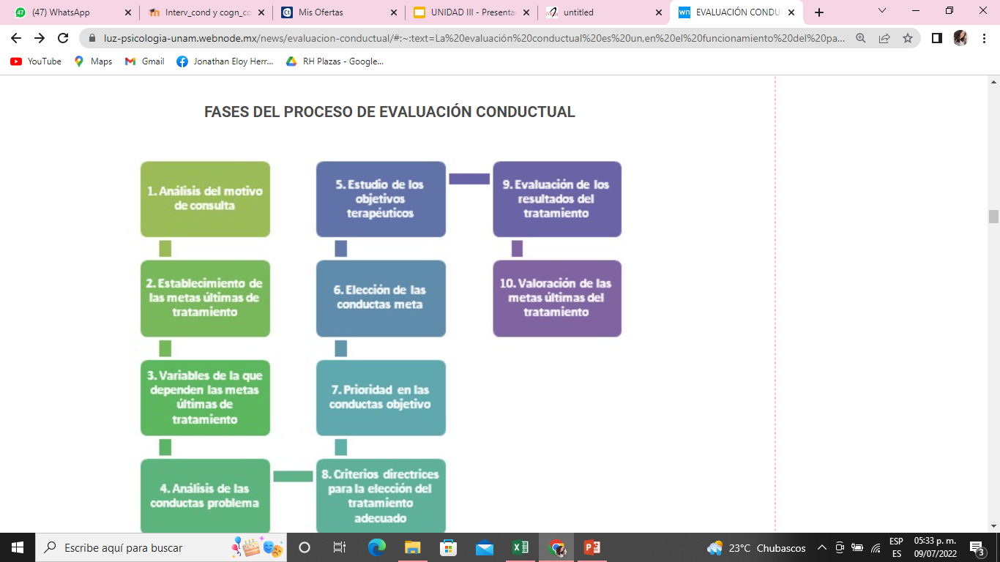 47
(47) WhatsApp
Interv_cond y cogn_co
Mis Ofertas
UNIDAD III - Presenta
untitled
wn
EVALUACIÓN CONDU
luz-psicologia-unam.webnode.mx/news/evaluacion-conductual/#:~:text=La%20evaluación%20conductual%20es%20un,en%20el%20funcionamiento%20del%20pa...
YouTube
Maps
Gmail
Jonathan Eloy Herr...
RH Plazas - Google...
FASES DEL PROCESO DE EVALUACIÓN CONDUCTUAL
1. Análisis del motivo
de consulta
2. Establecimiento de
las metas últimas de
tratamiento
3. Variables de la que
dependen las metas
últimas de
tratamiento
4. Análisis de las
conductas problema
5. Estudio de los
objetivos
terapéuticos
6. Elección de las
conductas meta
7. Prioridad en las
conductas objetivo
8. Criterios directrices
para la elección del
tratamiento
adecuado
9. Evaluación de los
resultados del
tratamiento
10. Valoración de las
metas últimas del
tratamiento
Escribe aquí para buscar
23°C Chubascos
ESP
ES
05:33 p. m.
09/07/2022
3